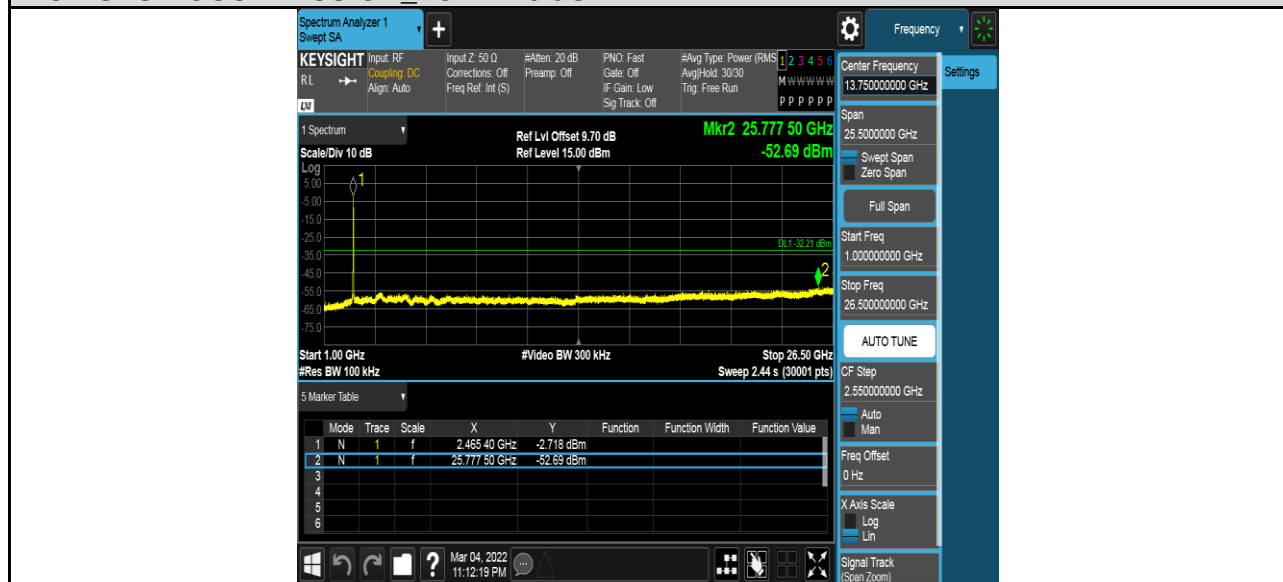 Spectrum Analyzer 1
Swept SA
+
Frequency
KEYSIGHT
RL
LXI
Input: RF
Coupling: DC
Align: Auto
Input Z: 50 Ω
Corrections: Off
Freq Ref: Int (S)
#Atten: 20 dB
Preamp: Off
PNO: Fast
Gate: Off
IF Gain: Low
Sig Track: Off
#Avg Type: Power (RMS
Avg|Hold: 30/30
Trig: Free Run
1 2 3 4 5 6
M W W W W W
P P P P P P
1 Spectrum
Scale/Div 10 dB
Ref Lvl Offset 9.70 dB
Ref Level 15.00 dBm
Mkr2 25.777 50 GHz
-52.69 dBm
Log
5.00
-5.00
-15.0
-25.0
-35.0
-45.0
-55.0
-65.0
-75.0
1
DL1 -32.21 dBm
2
Start 1.00 GHz
#Video BW 300 kHz
Stop 26.50 GHz
#Res BW 100 kHz
Sweep 2.44 s (30001 pts)
5 Marker Table
Mode Trace Scale X Y Function Function Width Function Value
1 N 1 f 2.465 40 GHz -2.718 dBm
2 N 1 f 25.777 50 GHz -52.69 dBm
3
4
5
6
Mar 04, 2022
11:12:19 PM
Center Frequency
13.750000000 GHz
Settings
Span
25.5000000 GHz
Swept Span
Zero Span
Full Span
Start Freq
1.000000000 GHz
Stop Freq
26.500000000 GHz
AUTO TUNE
CF Step
2.550000000 GHz
Auto
Man
Freq Offset
0 Hz
X Axis Scale
Log
Lin
Signal Track
(Span Zoom)